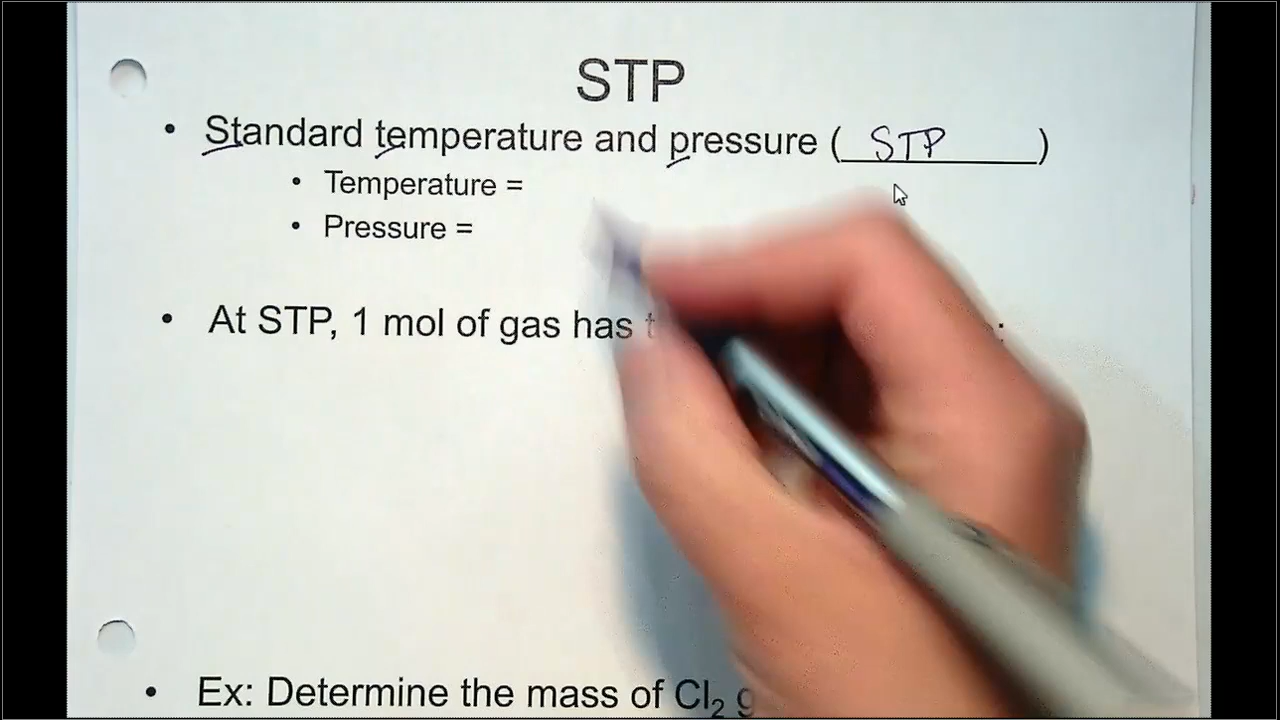 STP
• Standard temperature and pressure ( STP )
• Temperature =
• Pressure =
• At STP, 1 mol of gas has
• Ex: Determine the mass of Cl₂ g